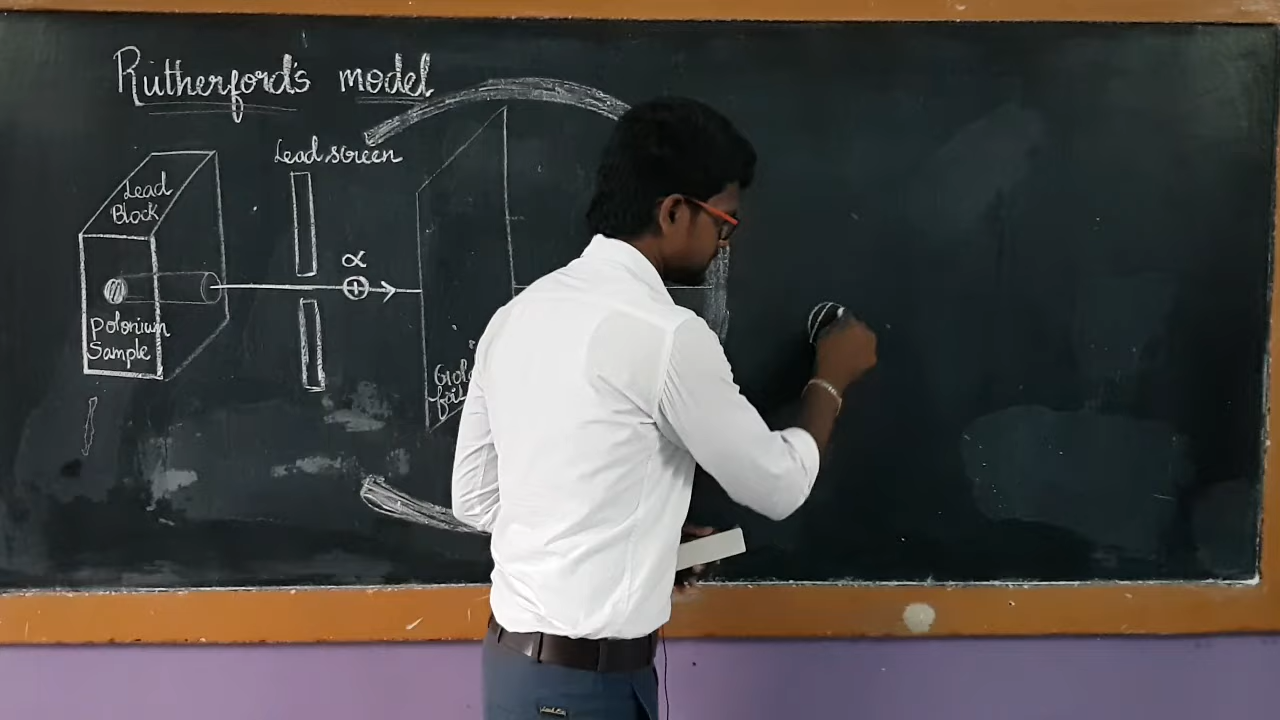 Rutherford's model
Lead screen
Lead
Block
α
+
Polonium
Sample
Gold
foil